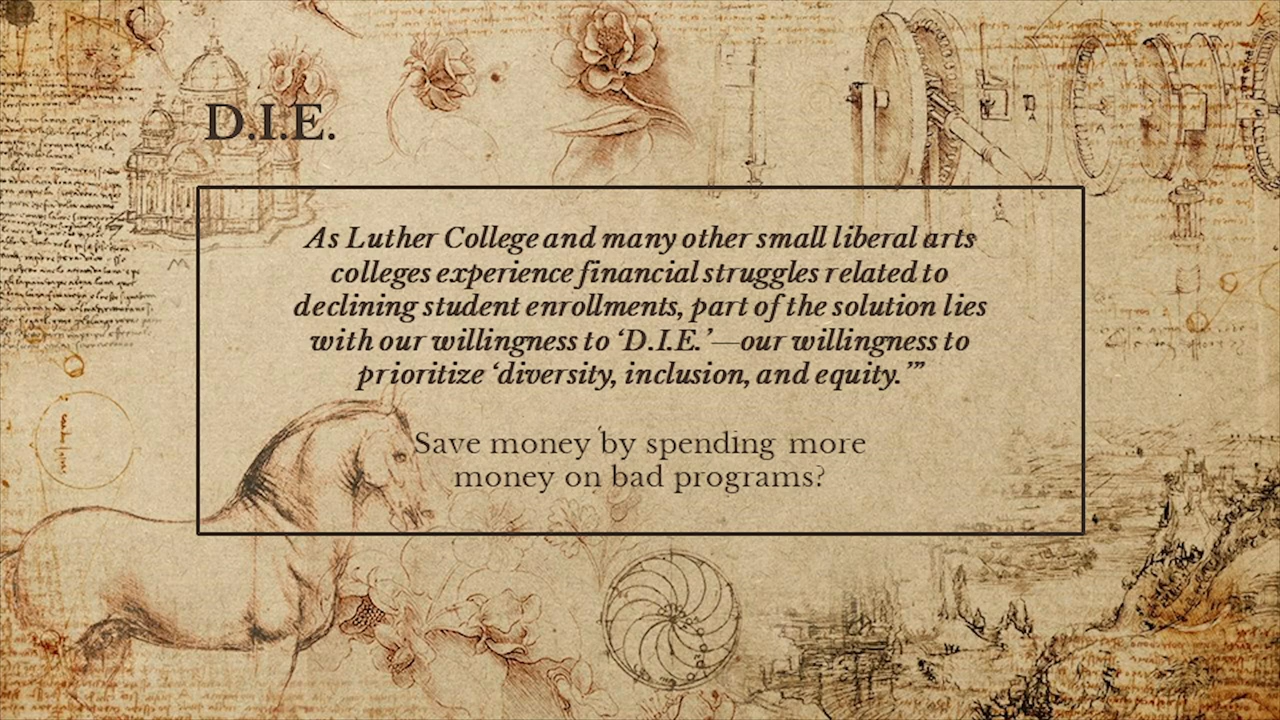 D.I.E.
As Luther College and many other small liberal arts
colleges experience financial struggles related to
declining student enrollments, part of the solution lies
with our willingness to ‘D.I.E.’—our willingness to
prioritize ‘diversity, inclusion, and equity.’”
Save money by spending more
money on bad programs?